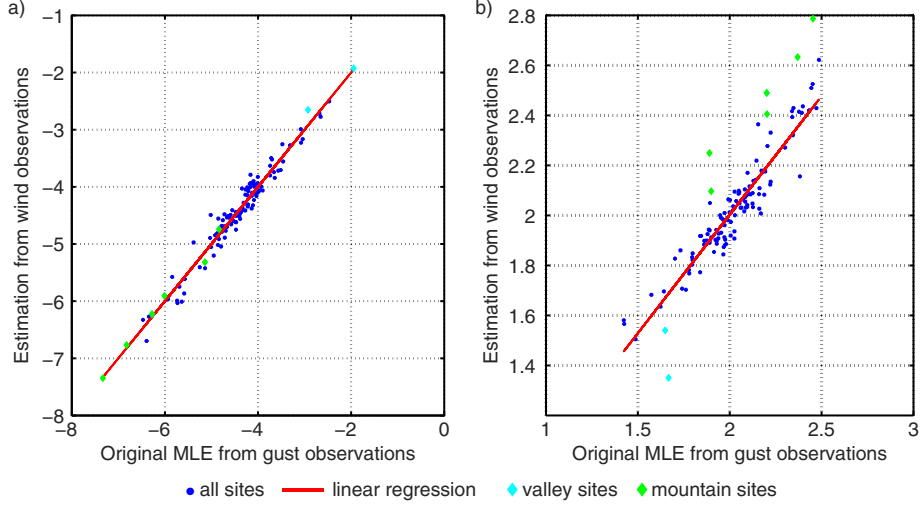 a)
Estimation from wind observations
−1
−2
−3
−4
−5
−6
−7
−8
−8 −6 −4 −2 0
Original MLE from gust observations
b)
Estimation from wind observations
2.8
2.6
2.4
2.2
2
1.8
1.6
1.4
1 1.5 2 2.5 3
Original MLE from gust observations
all sites linear regression valley sites mountain sites